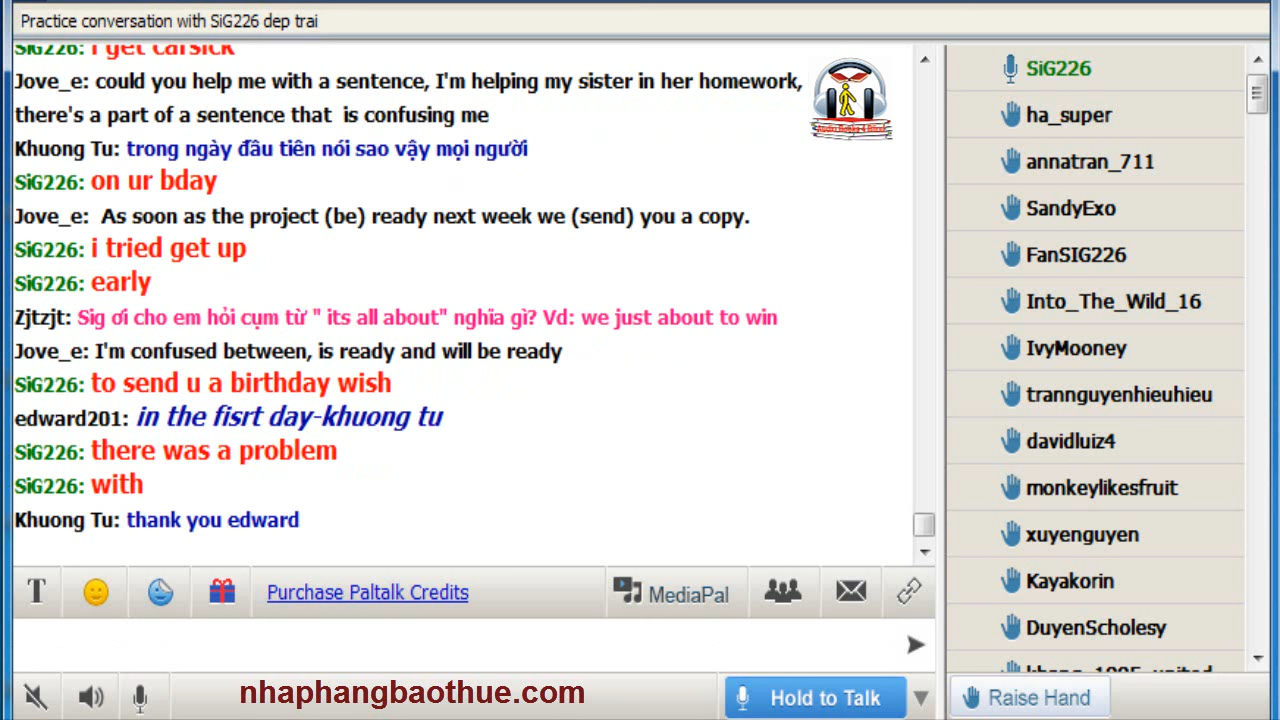 Practice conversation with SiG226 dep trai
SiG226: i get carsick
Jove_e: could you help me with a sentence, I'm helping my sister in her homework,
there's a part of a sentence that is confusing me
Khuong Tu: trong ngày đầu tiên nói sao vậy mọi người
SiG226: on ur bday
Jove_e: As soon as the project (be) ready next week we (send) you a copy.
SiG226: i tried get up
SiG226: early
Zjtzjt: Sig ơi cho em hỏi cụm từ " its all about" nghĩa gì? Vd: we just about to win
Jove_e: I'm confused between, is ready and will be ready
SiG226: to send u a birthday wish
edward201: in the fisrt day-khuong tu
SiG226: there was a problem
SiG226: with
Khuong Tu: thank you edward
T
Purchase Paltalk Credits
MediaPal
nhaphangbaothue.com
Hold to Talk
SiG226
ha_super
annatran_711
SandyExo
FanSIG226
Into_The_Wild_16
IvyMooney
trannguyenhieuhieu
davidluiz4
monkeylikesfruit
xuyenguyen
Kayakorin
DuyenScholesy
Raise Hand